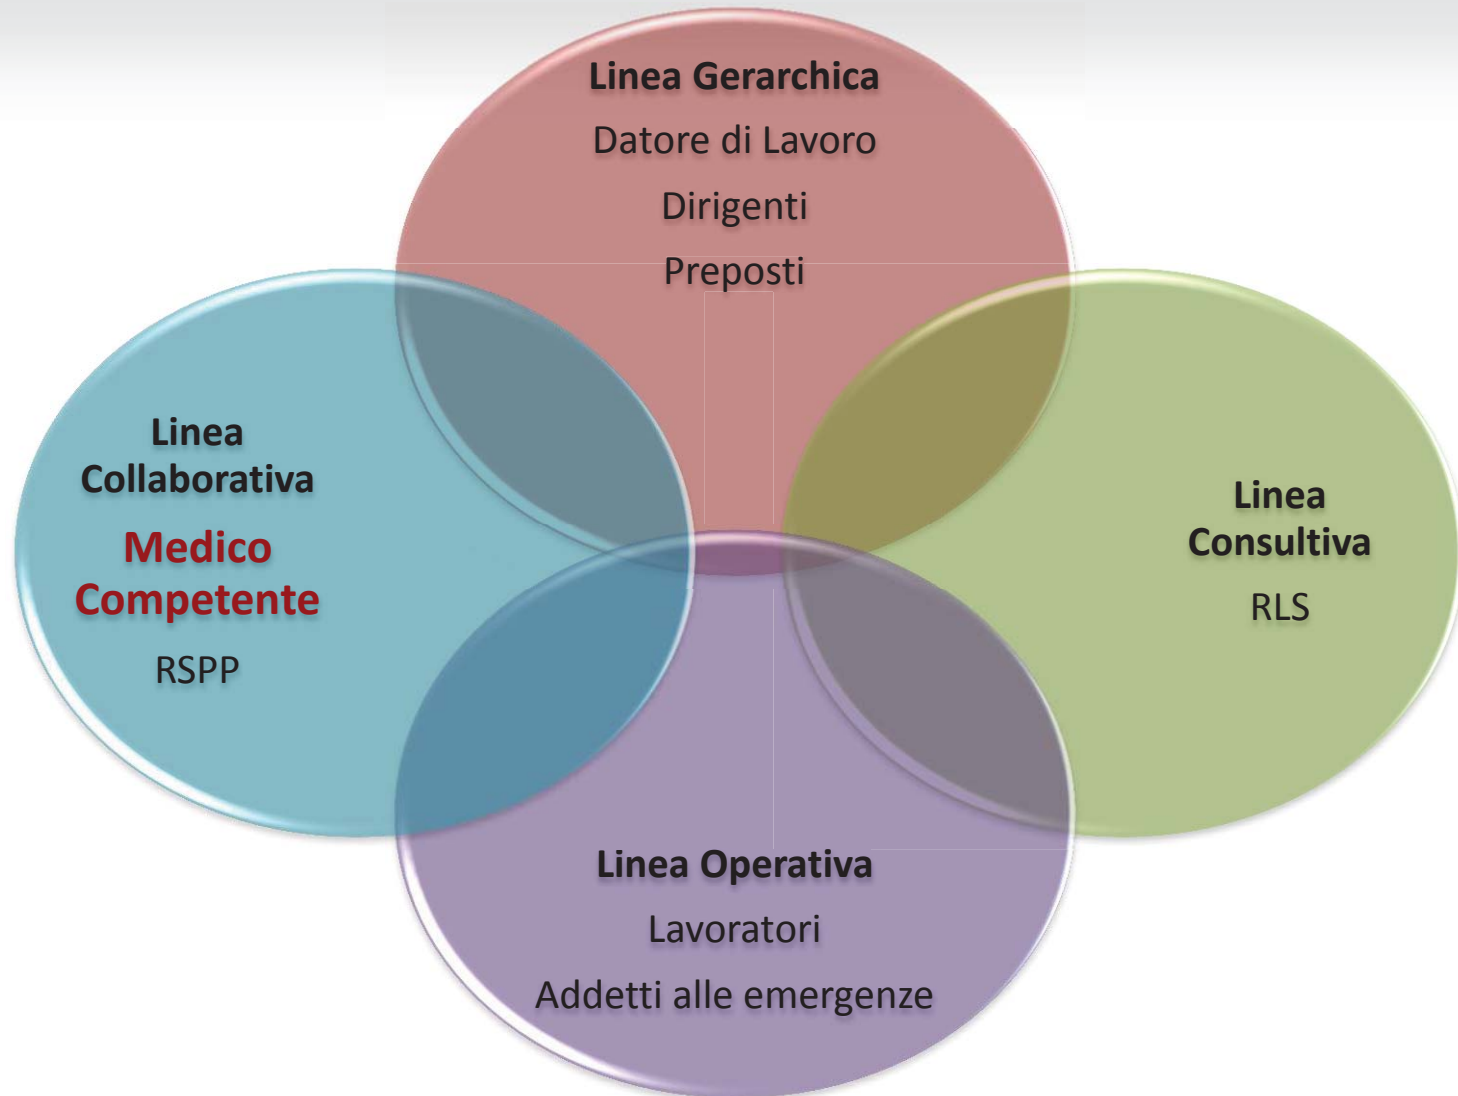 Linea Gerarchica
Datore di Lavoro
Dirigenti
Preposti
Linea
Collaborativa
Medico
Competente
RSPP
Linea
Consultiva
RLS
Linea Operativa
Lavoratori
Addetti alle emergenze